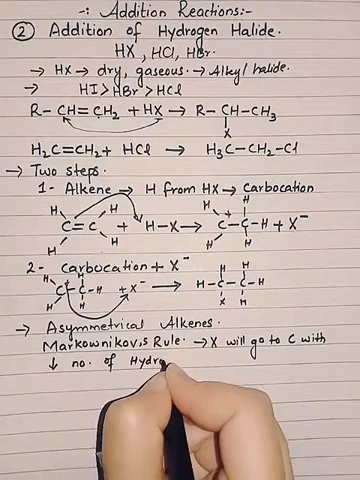 -: Addition Reactions:-
② Addition of Hydrogen Halide.
HX, HCl, HBr.
→ HX → dry, gaseous. → Alkyl halide.
→ HI > HBr > HCl
R-CH=CH₂ + HX → R-CH-CH₃
X
H₂C=CH₂ + HCl → H₃C-CH₂-Cl
→ Two steps.
1- Alkene → H from HX → Carbocation
H H H H
C=C + H-X → C-C-H + X⁻
H H H H
2- Carbocation + X⁻
H H H H
C-C-H + X⁻ → H-C-C-H
H H X H
→ Asymmetrical Alkenes.
Markownikov,s Rule. → X will go to C with
↓ no. of Hydro